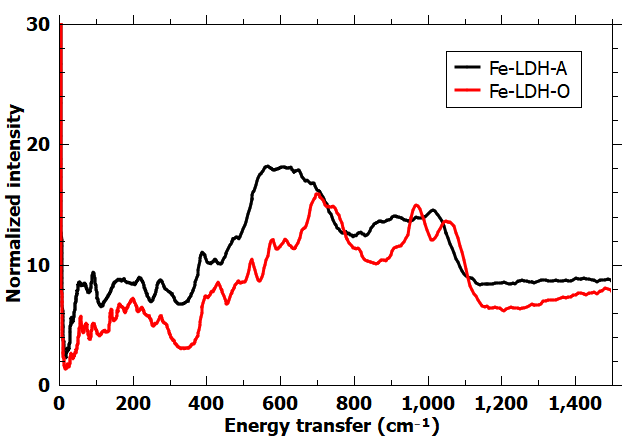 30
20
10
0
Normalized intensity
Fe-LDH-A
Fe-LDH-O
0 200 400 600 800 1,000 1,200 1,400
Energy transfer (cm⁻¹)